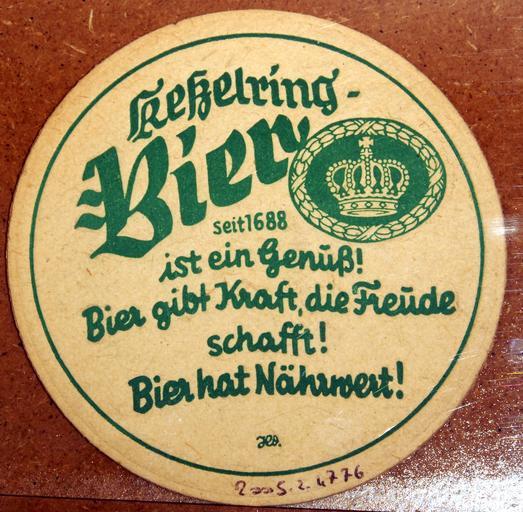 Keßelring-
Bier
seit 1688
ist ein Genuß!
Bier gibt Kraft, die Freude
schafft!
Bier hat Nährwert!
2005.2.4776